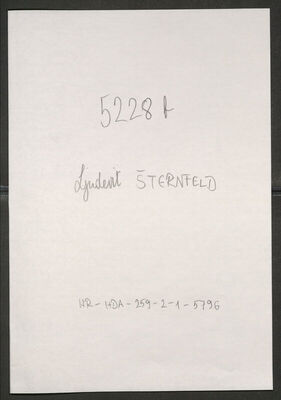 5228 A
Ljudevit ŠTERNFELD
HR-HDA-259-2-1-5796